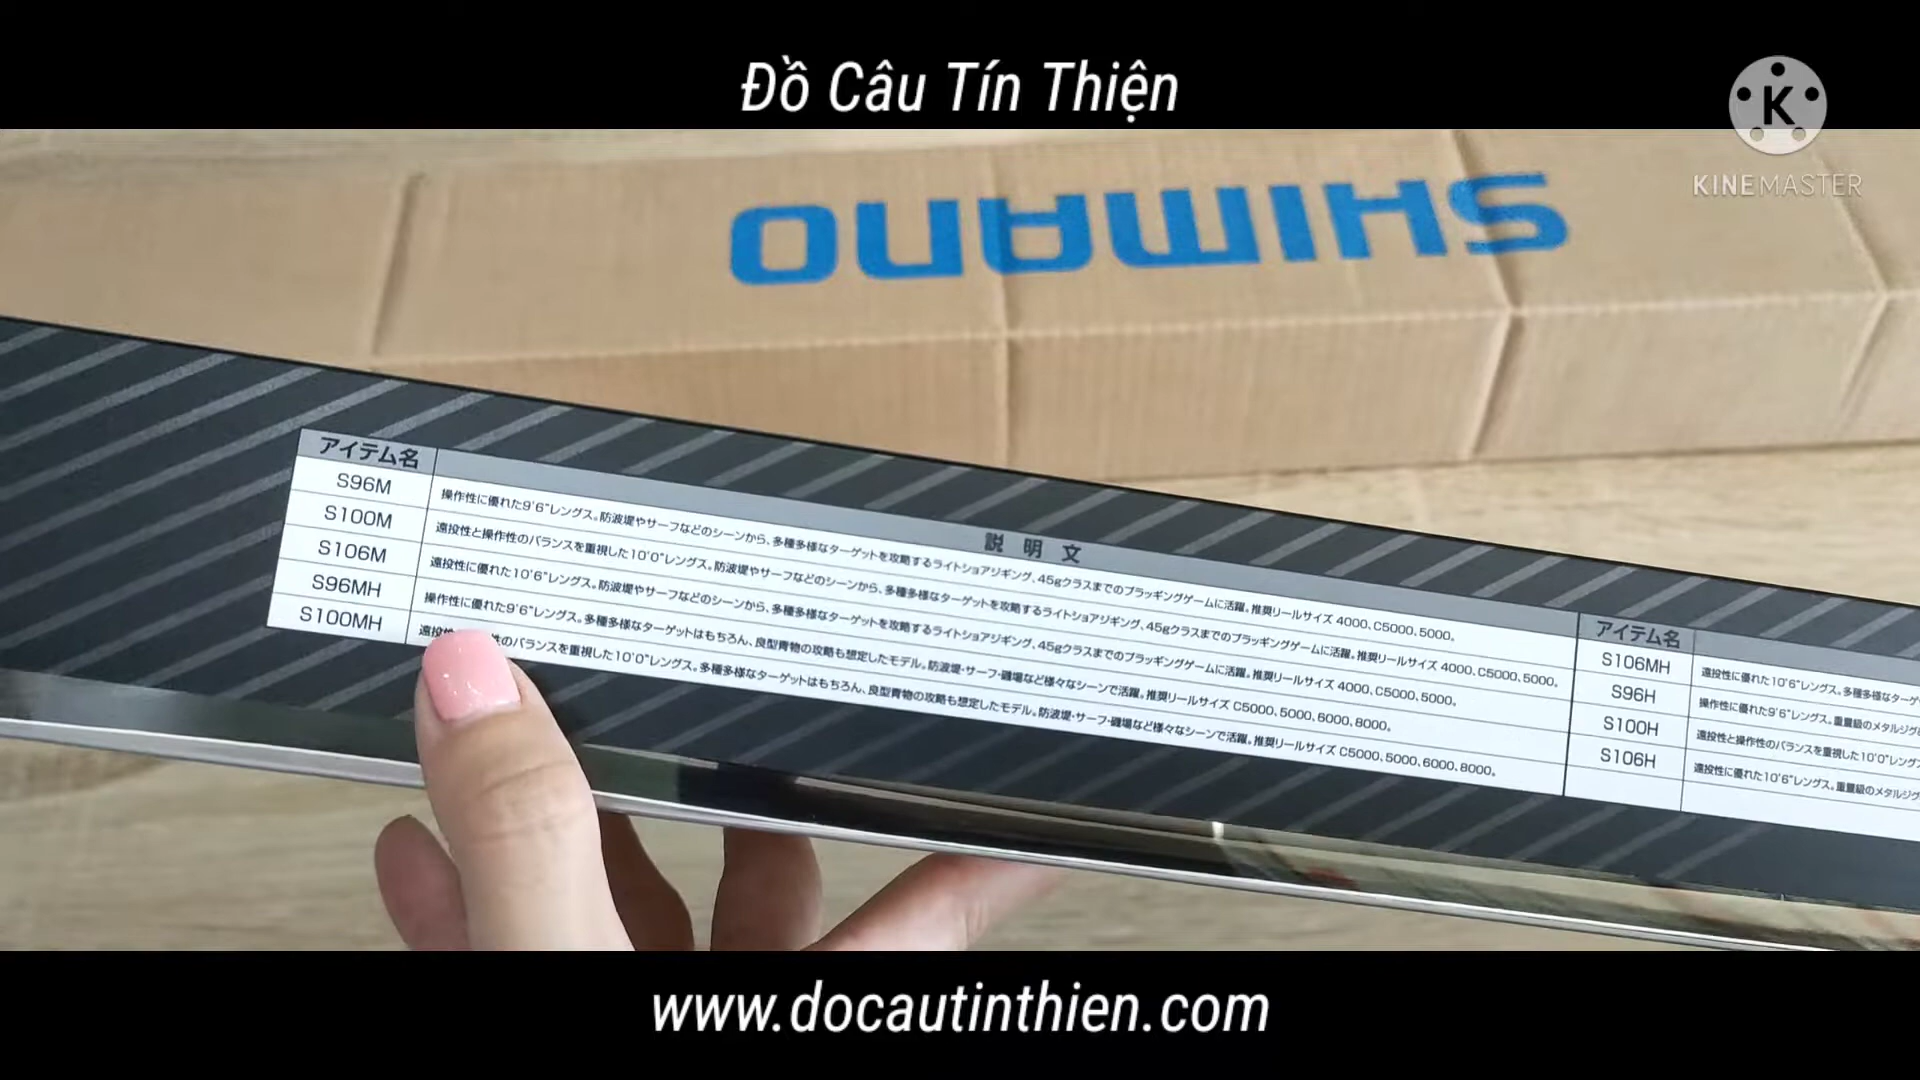 Đồ Câu Tín Thiện
KINEMASTER
SHIMANO
アイテム名
説明文
S96M
操作性に優れた9'6"レングス。防波堤やサーフなどのシーンから、多種多様なターゲットを攻略するライトショアジギング、45gクラスまでのプラッギングゲームに活躍。推奨リールサイズ 4000、C5000、5000。
S100M
遠投性と操作性のバランスを重視した10'0"レングス。防波堤やサーフなどのシーンから、多種多様なターゲットを攻略するライトショアジギング、45gクラスまでのプラッギングゲームに活躍。推奨リールサイズ 4000、C5000、5000。
S106M
遠投性に優れた10'6"レングス。防波堤やサーフなどのシーンから、多種多様なターゲットを攻略するライトショアジギング、45gクラスまでのプラッギングゲームに活躍。推奨リールサイズ 4000、C5000、5000。
S96MH
操作性に優れた9'6"レングス。多種多様なターゲットはもちろん、良型青物の攻略も想定したモデル。防波堤・サーフ・磯場など様々なシーンで活躍。推奨リールサイズ C5000、5000、6000、8000。
S100MH
遠投性 性のバランスを重視した10'0"レングス。多種多様なターゲットはもちろん、良型青物の攻略も想定したモデル。防波堤・サーフ・磯場など様々なシーンで活躍。推奨リールサイズ C5000、5000、6000、8000。
アイテム名
S106MH
遠投性に優れた10'6"レングス。多種多様なターゲ
S96H
操作性に優れた9'6"レングス。重量級のメタルジグ
S100H
遠投性と操作性のバランスを重視した10'0"レング
S106H
遠投性に優れた10'6"レングス。重量級のメタルジグ
www.docautinthien.com